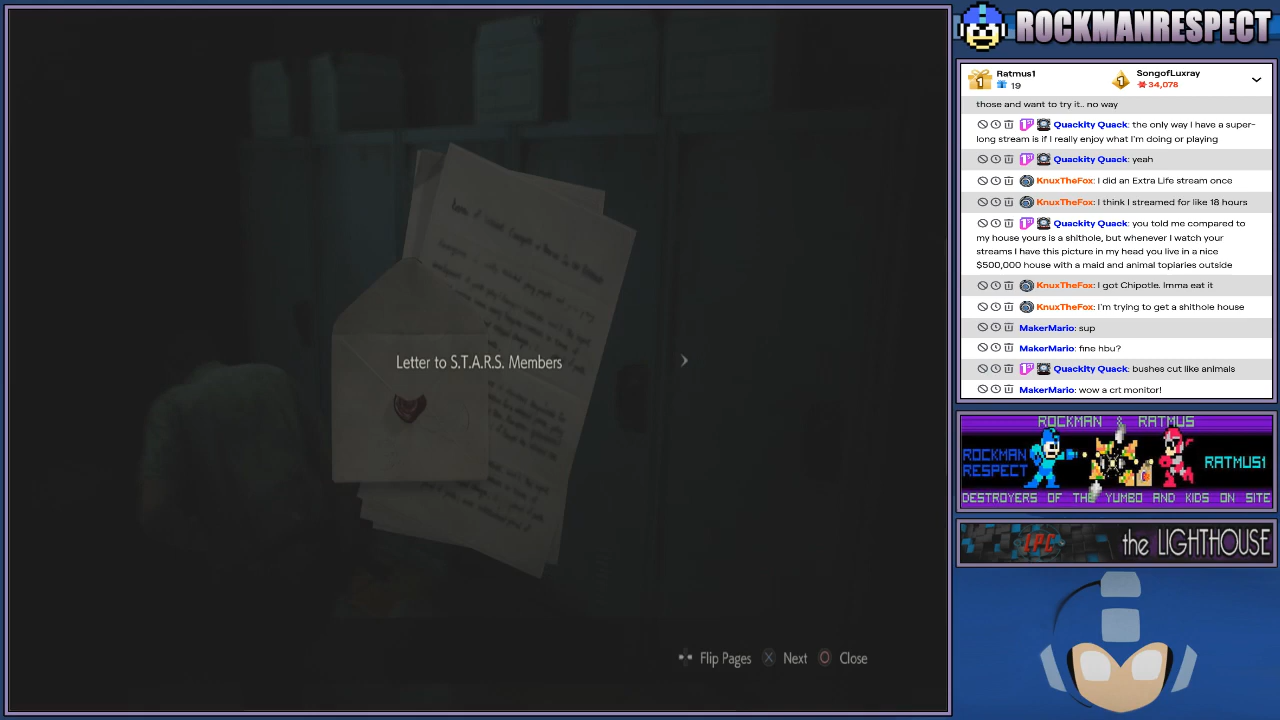 Letter to S.T.A.R.S. Members
Flip Pages
Next
Close
ROCKMANRESPECT
Ratmus1
19
SongofLuxray
34,078
those and want to try it.. no way
Quackity Quack: the only way I have a super-
long stream is if I really enjoy what I'm doing or playing
Quackity Quack: yeah
KnuxTheFox: I did an Extra Life stream once
KnuxTheFox: I think I streamed for like 18 hours
Quackity Quack: you told me compared to
my house yours is a shithole, but whenever I watch your
streams I have this picture in my head you live in a nice
$500,000 house with a maid and animal topiaries outside
KnuxTheFox: I got Chipotle. Imma eat it
KnuxTheFox: I'm trying to get a shithole house
MakerMario: sup
MakerMario: fine hbu?
Quackity Quack: bushes cut like animals
MakerMario: wow a crt monitor!
ROCKMAN & RATMUS
ROCKMAN
RESPECT
RATMUS1
DESTROYERS OF THE YUMBO AND KIDS ON SITE
LPC
the LIGHTHOUSE